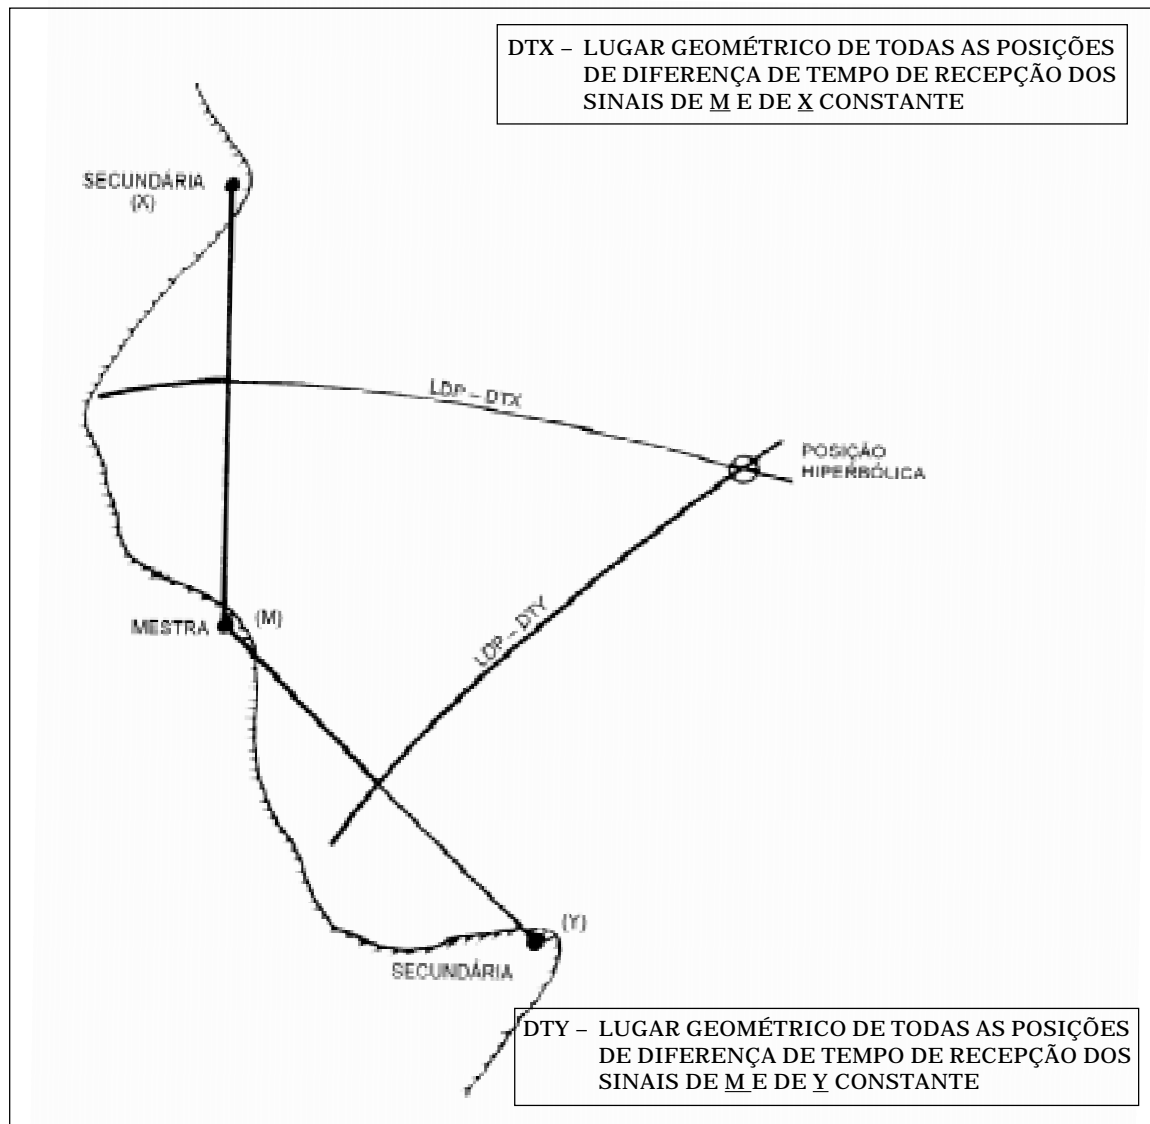 DTX – LUGAR GEOMÉTRICO DE TODAS AS POSIÇÕES
DE DIFERENÇA DE TEMPO DE RECEPÇÃO DOS
SINAIS DE M E DE X CONSTANTE
SECUNDÁRIA
(X)
LDP – DTX
POSIÇÃO
HIPERBÓLICA
LDP – DTY
MESTRA
(M)
(Y)
SECUNDÁRIA
DTY – LUGAR GEOMÉTRICO DE TODAS AS POSIÇÕES
DE DIFERENÇA DE TEMPO DE RECEPÇÃO DOS
SINAIS DE M E DE Y CONSTANTE